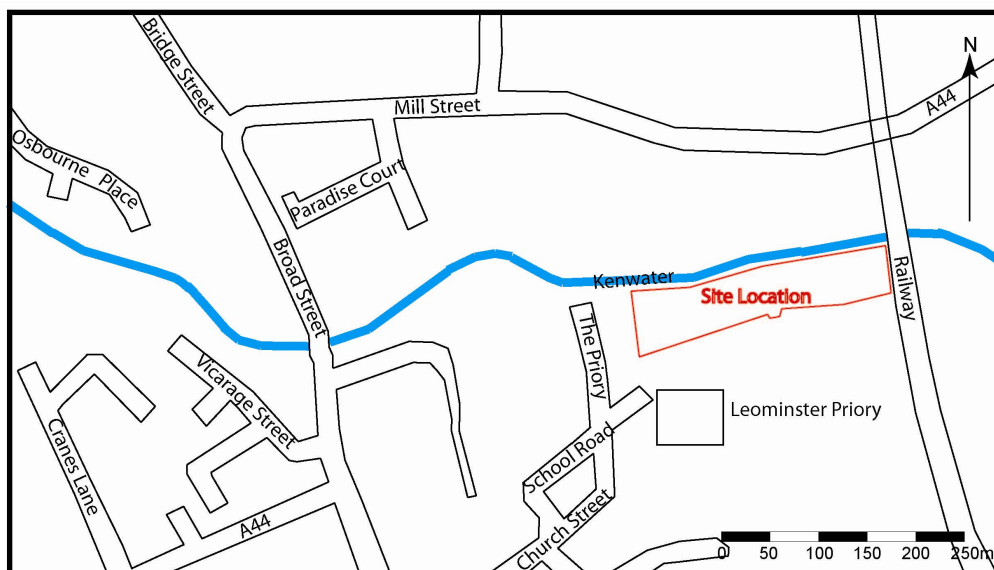 Bridge Street
N
Mill Street
A44
Osbourne Place
Paradise Court
Broad Street
Kenwater
Site Location
Railway
The Priory
Vicarage Street
Leominster Priory
Cranes Lane
School Road
A44
Church Street
0 50 100 150 200 250m